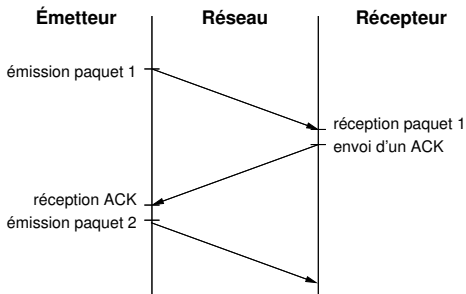 Émetteur
Réseau
Récepteur
émission paquet 1
réception paquet 1
envoi d'un ACK
réception ACK
émission paquet 2